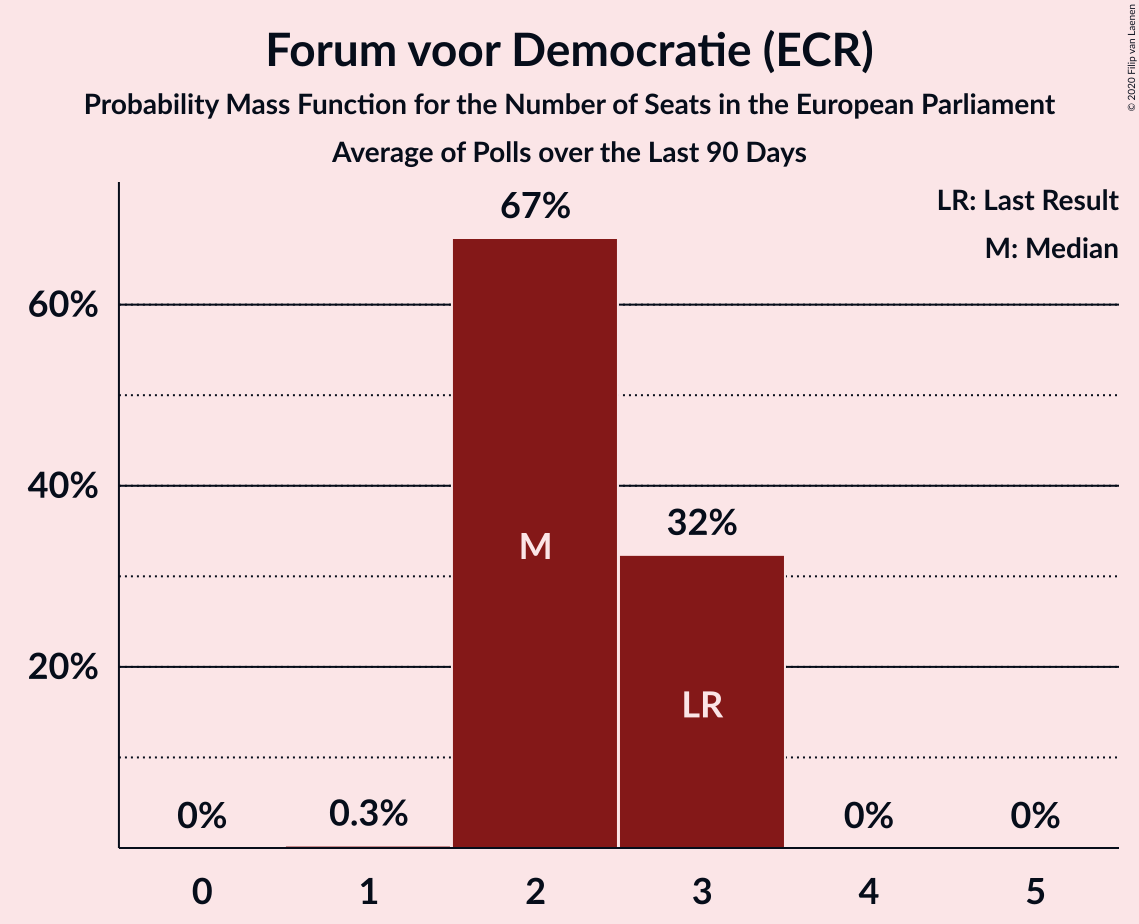 Forum voor Democratie (ECR)
Probability Mass Function for the Number of Seats in the European Parliament
Average of Polls over the Last 90 Days
© 2020 Filip van Laenen
LR: Last Result
M: Median
67%
60%
40%
32%
M
20%
LR
0%
0.3%
0%
0%
0
1
2
3
4
5